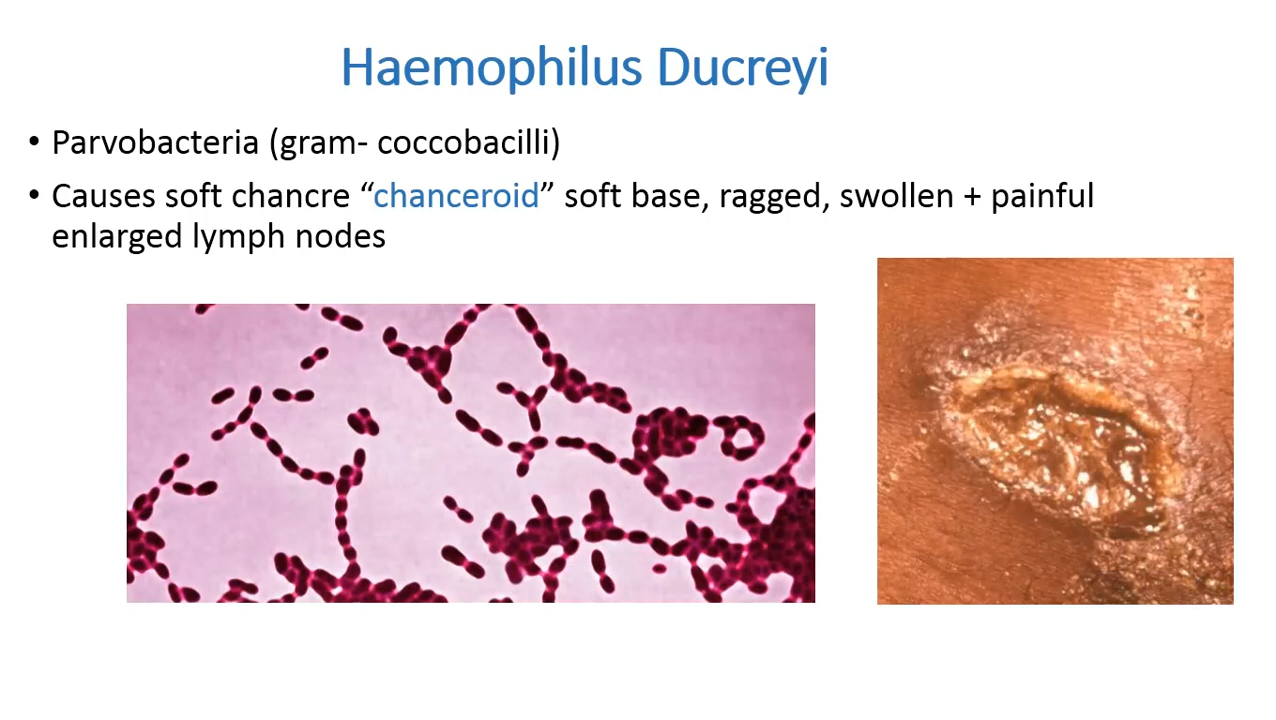 Haemophilus Ducreyi
• Parvobacteria (gram- coccobacilli)
• Causes soft chancre “chanceroid” soft base, ragged, swollen + painful
enlarged lymph nodes